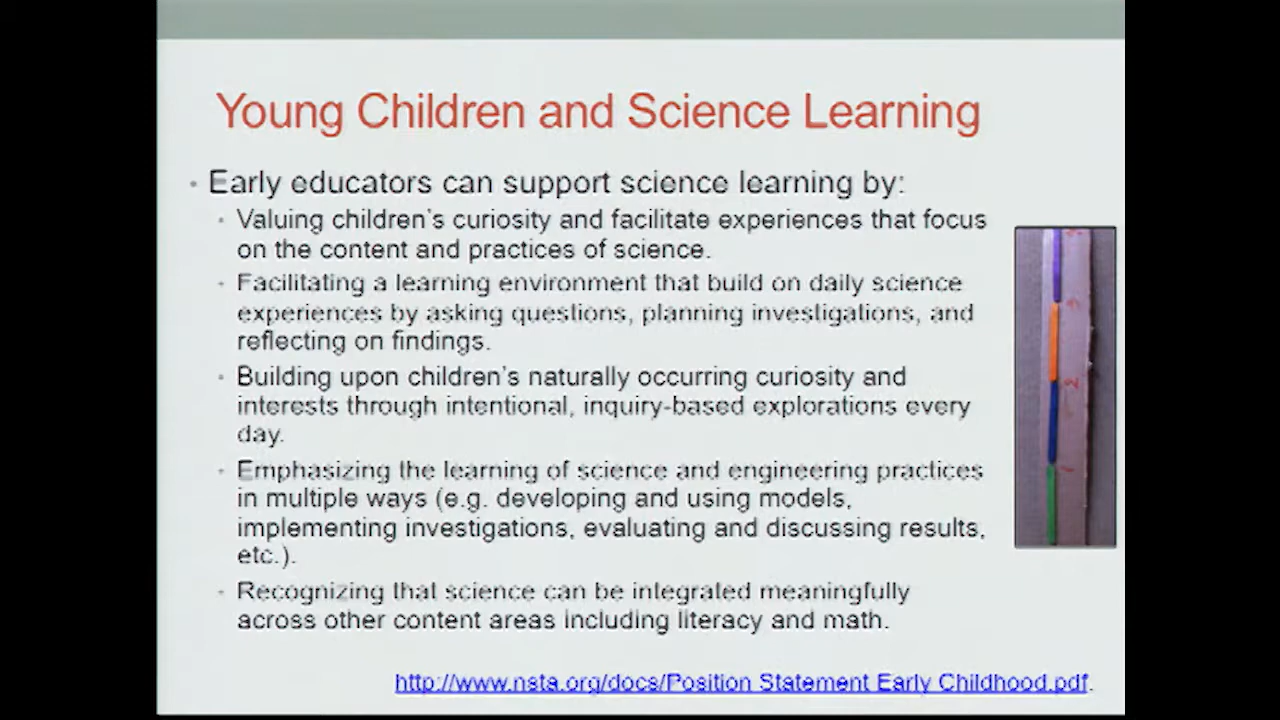 Young Children and Science Learning
• Early educators can support science learning by:
• Valuing children's curiosity and facilitate experiences that focus
on the content and practices of science.
• Facilitating a learning environment that build on daily science
experiences by asking questions, planning investigations, and
reflecting on findings.
• Building upon children's naturally occurring curiosity and
interests through intentional, inquiry-based explorations every
day.
• Emphasizing the learning of science and engineering practices
in multiple ways (e.g. developing and using models,
implementing investigations, evaluating and discussing results,
etc.).
• Recognizing that science can be integrated meaningfully
across other content areas including literacy and math.
3
2
1
http://www.nsta.org/docs/Position Statement Early Childhood.pdf.